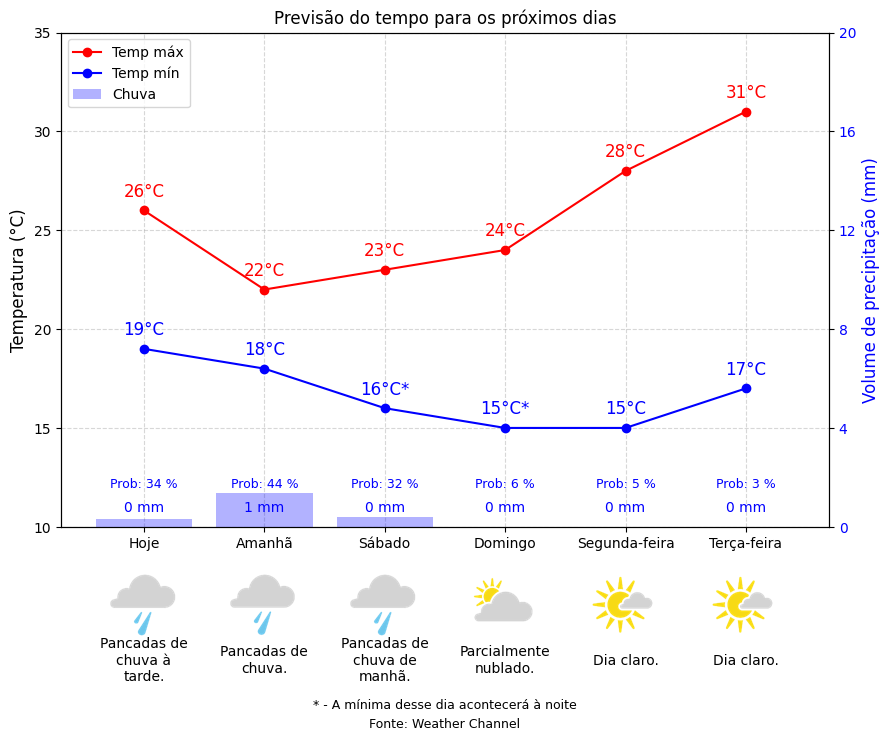 Previsão do tempo para os próximos dias
Temp máx
Temp mín
Chuva
Temperatura (°C)
35
30
25
20
15
10
Volume de precipitação (mm)
20
16
12
8
4
0
26°C
22°C
23°C
24°C
28°C
31°C
19°C
18°C
16°C*
15°C*
15°C
17°C
Prob: 34 %
Prob: 44 %
Prob: 32 %
Prob: 6 %
Prob: 5 %
Prob: 3 %
0 mm
1 mm
0 mm
0 mm
0 mm
0 mm
Hoje
Amanhã
Sábado
Domingo
Segunda-feira
Terça-feira
Pancadas de
chuva à
tarde.
Pancadas de
chuva.
Pancadas de
chuva de
manhã.
Parcialmente
nublado.
Dia claro.
Dia claro.
* - A mínima desse dia acontecerá à noite
Fonte: Weather Channel